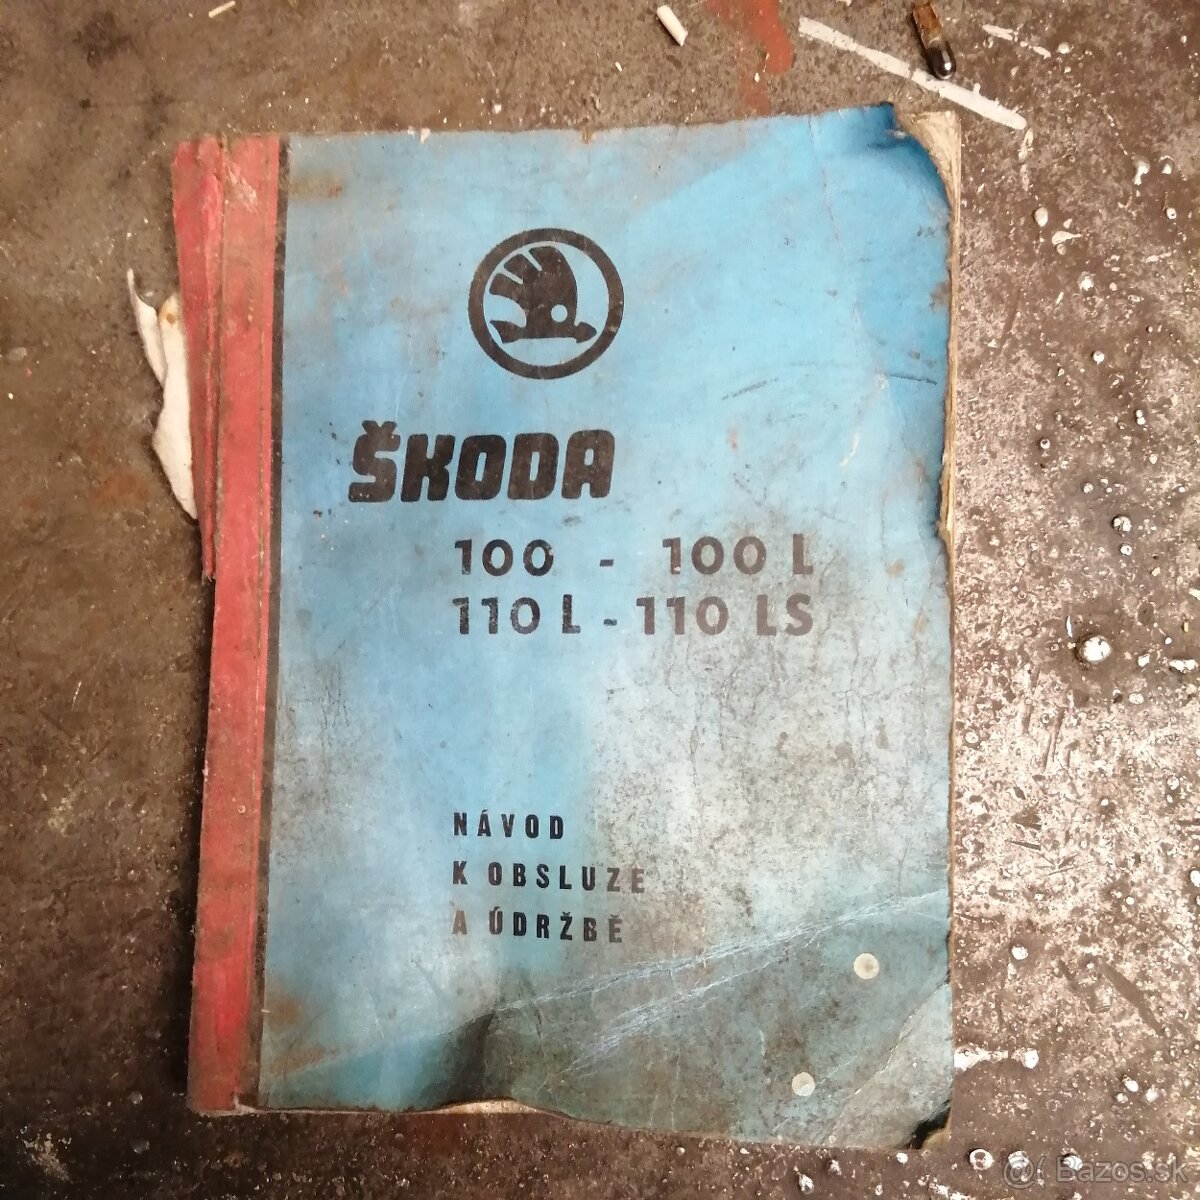 ŠKODA
100 - 100 L
110 L - 110 LS
NÁVOD
K OBSLUZE
A ÚDRŽBĚ
Bazos.sk